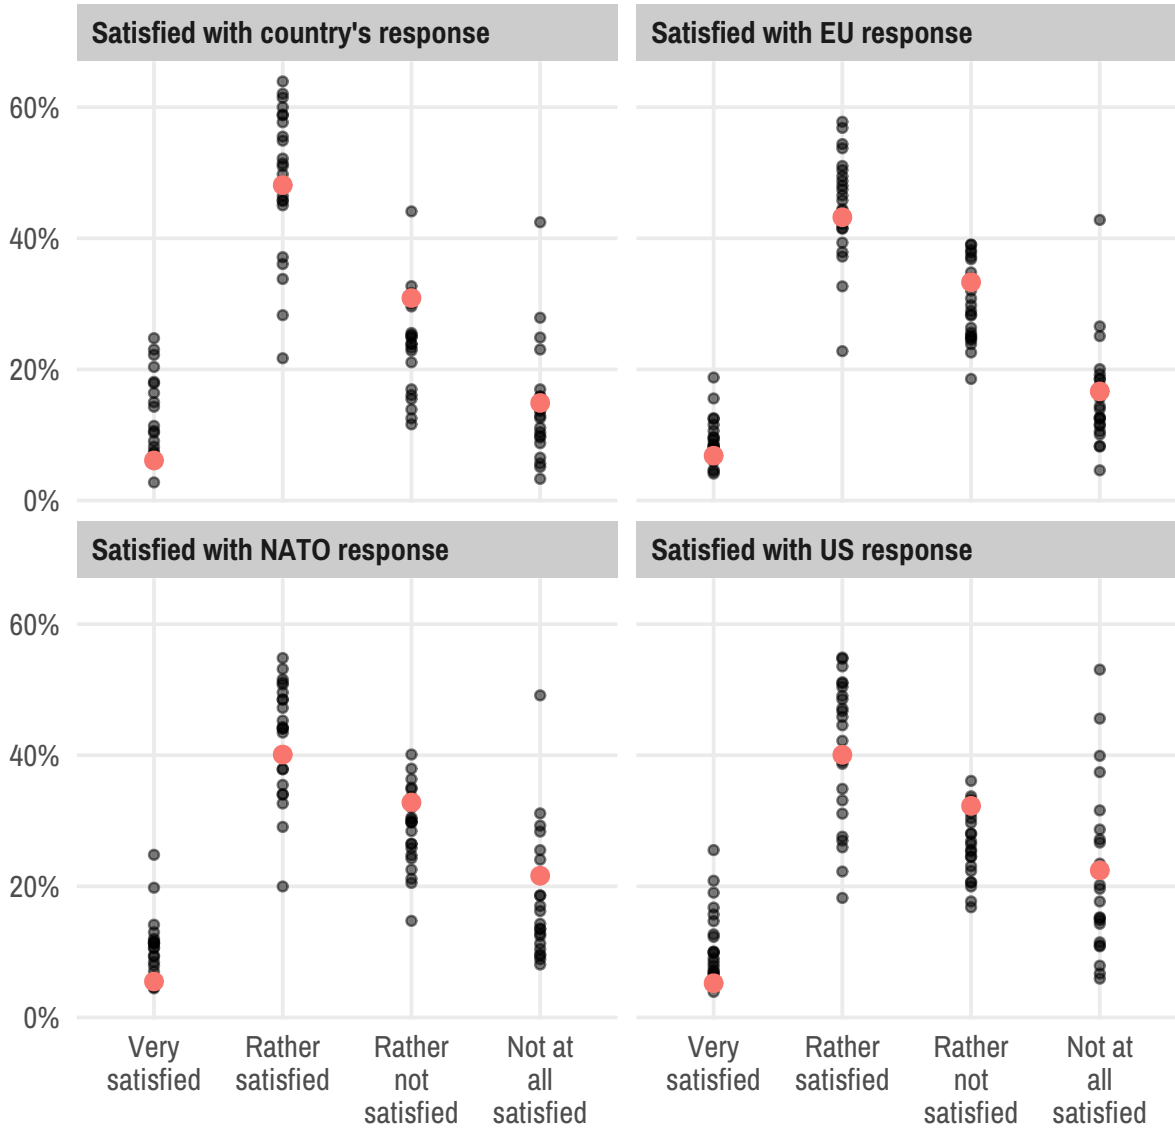 Satisfied with country's response
Satisfied with EU response
60%
40%
20%
0%
Satisfied with NATO response
Satisfied with US response
60%
40%
20%
0%
Very
satisfied
Rather
satisfied
Rather
not
satisfied
Not at
all
satisfied
Very
satisfied
Rather
satisfied
Rather
not
satisfied
Not at
all
satisfied